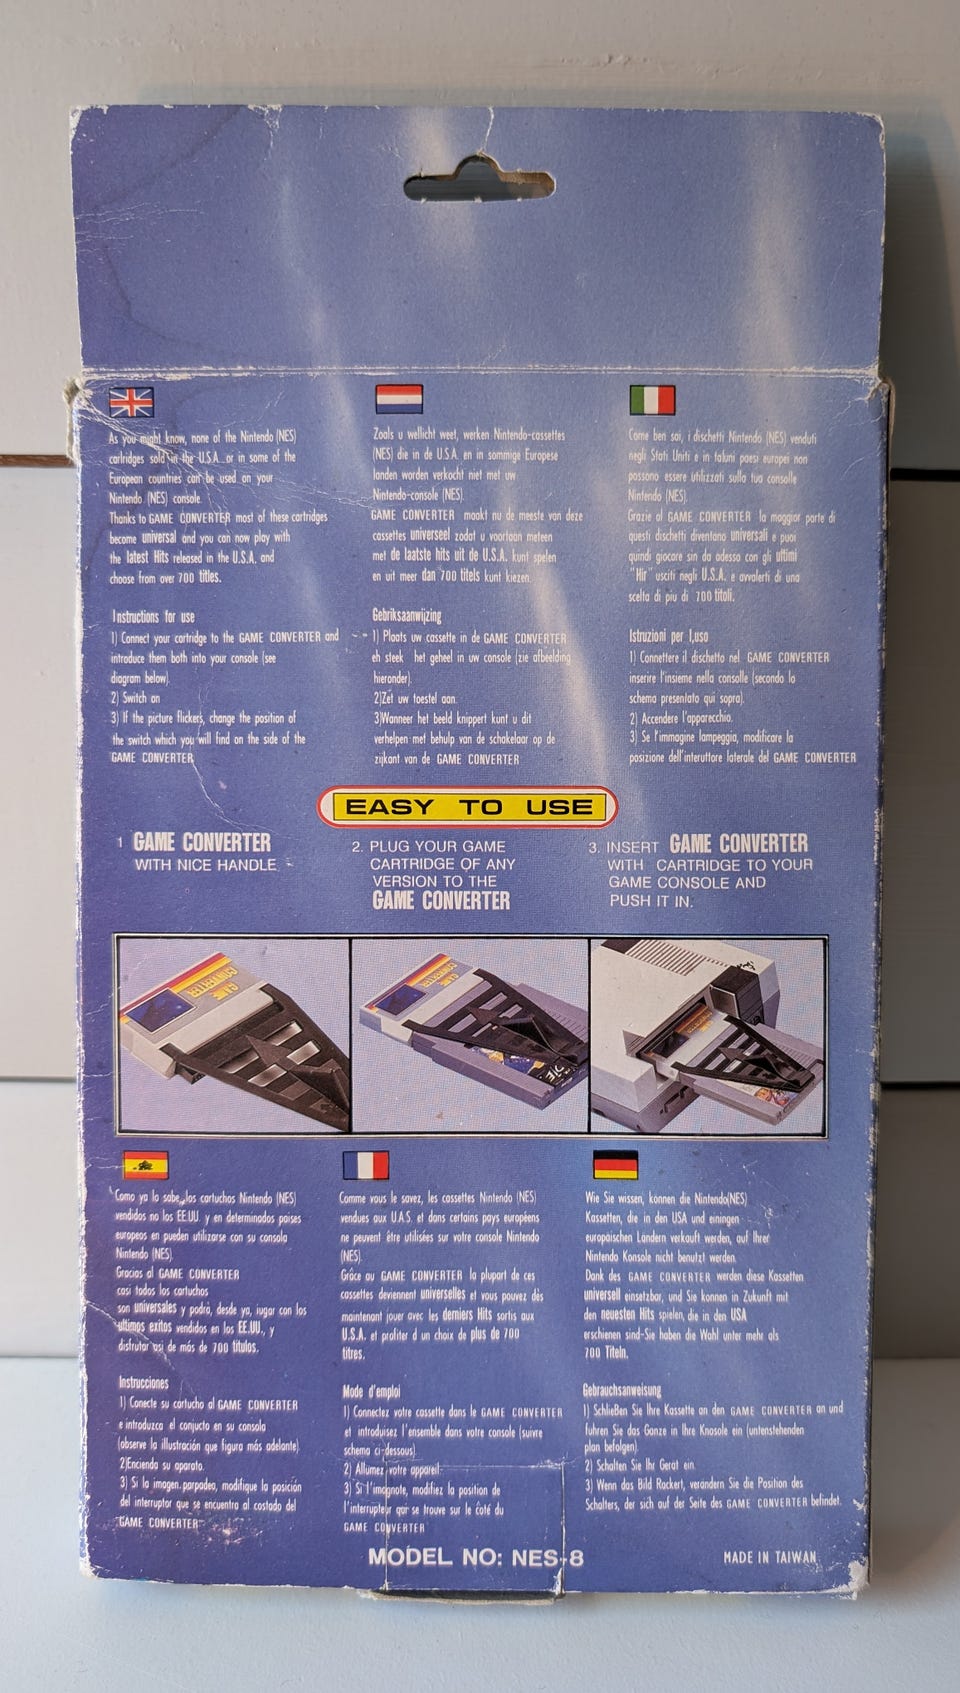 As you might know, none of the Nintendo (NES)
cartridges sold in the U.S.A. or in some of the
European countries can be used on your
Nintendo (NES) console.
Thanks to GAME CONVERTER most of these cartridges
become universal and you can now play with
the latest Hits released in the U.S.A. and
choose from over 700 titles.
Instructions for use
1) Connect your cartridge to the GAME CONVERTER and
introduce them both into your console (see
diagram below).
2) Switch on
3) If the picture flickers, change the position of
the switch which you will find on the side of the
GAME CONVERTER
Zoals u wellicht weet, werken Nintendo-cassettes
(NES) die in de U.S.A. en in sommige Europese
landen worden verkocht niet met uw
Nintendo-console (NES).
GAME CONVERTER maakt nu de meeste van deze
cassettes universeel zodat u voortaan meteen
met de laatste hits uit de U.S.A. kunt spelen
en uit meer dan 700 titels kunt kiezen.
Gebriksaanwijzing
1) Plaats uw cassette in de GAME CONVERTER
eh steek het geheel in uw console (zie afbeelding
hieronder).
2)Zet uw toestel aan.
3)Wanneer het beeld knippert kunt u dit
verhelpen met behulp van de schakelaar op de
zijkant van de GAME CONVERTER
Come ben sai, i dischetti Nintendo (NES) venduti
negli Stati Uniti e in taluni paesi europei non
possono essere utilizzati sulla tua consolle
Nintendo (NES).
Grazie al GAME CONVERTER la maggior parte di
questi dischetti diventano universali e puoi
quindi giocare sin da adesso con gli ultimi
"Hir" usciti negli U.S.A. e avvalerti di una
scelta di piu di 700 titoli.
Istruzioni per l,uso
1) Connettere il dischetto nel GAME CONVERTER
inserire l'insieme nella consolle (secondo lo
schema presentato qui sopra).
2) Accendere l'apparecchio.
3) Se l'immagine lampeggia, modificare la
posizione dell'interuttore laterale del GAME CONVERTER
EASY TO USE
1 GAME CONVERTER
WITH NICE HANDLE
2. PLUG YOUR GAME
CARTRIDGE OF ANY
VERSION TO THE
GAME CONVERTER
3. INSERT GAME CONVERTER
WITH CARTRIDGE TO YOUR
GAME CONSOLE AND
PUSH IT IN.
GAME
CONVERTER
GAME
CONVERTER
Como ya lo sabe, los cartuchos Nintendo (NES)
vendidos no los EE.UU. y en determinados paises
europeos en pueden utilizarse con su consola
Nintendo (NES).
Gracias al GAME CONVERTER
casi todos los cartuchos
son universales y podrá, desde ya, iugar con los
ultimos exitos vendidos en los EE.UU., y
disfrutar asi de más de 700 titulos.
Instrucciones
1) Conecte su cartucho al GAME CONVERTER
e introduzca el conjucto en su consola
(observe la illustración que figura más adelante).
2)Encienda su aparato.
3) Si la imagen parpadea, modifique la posición
del interruptor que se encuentra al costado del
GAME CONVERTER
Comme vous le savez, les cassettes Nintendo (NES)
vendues aux U.A.S. et dans certains pays européens
ne peuvent être utilisées sur votre console Nintendo
(NES).
Grâce au GAME CONVERTER la plupart de ces
cassettes deviennent universelles et vous pouvez dès
maintenant jouer avec les derniers Hits sortis aux
U.S.A. et profiter d un choix de plus de 700
titres.
Mode d'emploi
1) Connectez votre cassette dans le GAME CONVERTER
et introduisez l'ensemble dans votre console (suivre
schema ci-dessous).
2) Allumez votre appareil
3) Si l'imagnote, modifiez la position de
l'interrupteur qar se trouve sur le côté du
GAME CONVERTER
Wie Sie wissen, können die Nintendo(NES)
Kassetten, die in den USA und einingen
europäischen Ländern verkauft werden, auf Ihrer
Nintendo Konsole nicht benutzt werden.
Dank des GAME CONVERTER werden diese Kassetten
universell einsetzbar, und Sie konnen in Zukunft mit
den neuesten Hits spielen, die in den USA
erschienen sind-Sie haben die Wahl unter mehr als
700 Titeln.
Gebrauchsanweisung
1) Schließen Sie Ihre Kassette an den GAME CONVERTER an und
fuhren Sie das Ganze in Ihre Knosole ein (untenstehenden
plan befolgen).
2) Schalten Sie Ihr Gerat ein.
3) Wenn das Bild flackert, verandern Sie die Position des
Schalters, der sich auf der Seite des GAME CONVERTER befindet.
MODEL NO: NES-8
MADE IN TAIWAN